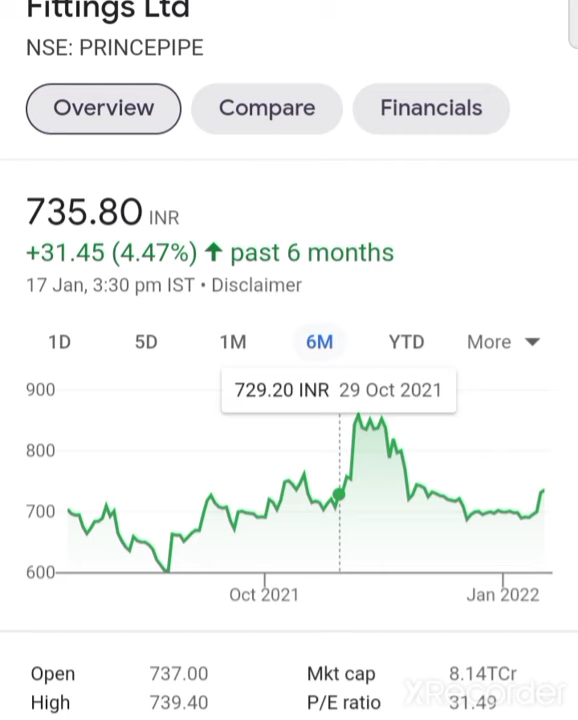 Fittings Ltd
NSE: PRINCEPIPE
Overview Compare Financials
735.80 INR
+31.45 (4.47%) ↑ past 6 months
17 Jan, 3:30 pm IST • Disclaimer
1D 5D 1M 6M YTD More
729.20 INR 29 Oct 2021
900
800
700
600
Oct 2021 Jan 2022
Open 737.00 Mkt cap 8.14TCr
High 739.40 P/E ratio 31.49
XRecorder